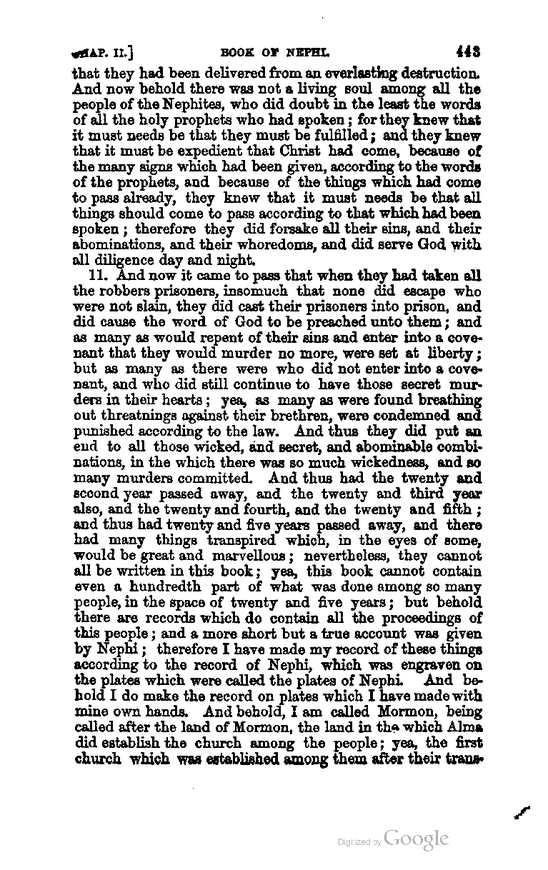 CHAP. II.] BOOK OF NEPHI. 443
that they had been delivered from an everlasting destruction.
And now behold there was not a living soul among all the
people of the Nephites, who did doubt in the least the words
of all the holy prophets who had spoken; for they knew that
it must needs be that they must be fulfilled; and they knew
that it must be expedient that Christ had come, because of
the many signs which had been given, according to the words
of the prophets, and because of the things which had come
to pass already, they knew that it must needs be that all
things should come to pass according to that which had been
spoken; therefore they did forsake all their sins, and their
abominations, and their whoredoms, and did serve God with
all diligence day and night.
11. And now it came to pass that when they had taken all
the robbers prisoners, insomuch that none did escape who
were not slain, they did cast their prisoners into prison, and
did cause the word of God to be preached unto them; and
as many as would repent of their sins and enter into a cove-
nant that they would murder no more, were set at liberty;
but as many as there were who did not enter into a cove-
nant, and who did still continue to have those secret mur-
ders in their hearts; yea, as many as were found breathing
out threatnings against their brethren, were condemned and
punished according to the law. And thus they did put an
end to all those wicked, and secret, and abominable combi-
nations, in the which there was so much wickedness, and so
many murders committed. And thus had the twenty and
second year passed away, and the twenty and third year
also, and the twenty and fourth, and the twenty and fifth;
and thus had twenty and five years passed away, and there
had many things transpired which, in the eyes of some,
would be great and marvellous; nevertheless, they cannot
all be written in this book; yea, this book cannot contain
even a hundredth part of what was done among so many
people, in the space of twenty and five years; but behold
there are records which do contain all the proceedings of
this people; and a more short but a true account was given
by Nephi; therefore I have made my record of these things
according to the record of Nephi, which was engraven on
the plates which were called the plates of Nephi. And be-
hold I do make the record on plates which I have made with
mine own hands. And behold, I am called Mormon, being
called after the land of Mormon, the land in the which Alma
did establish the church among the people; yea, the first
church which was established among them after their trans-
Digitized by Google